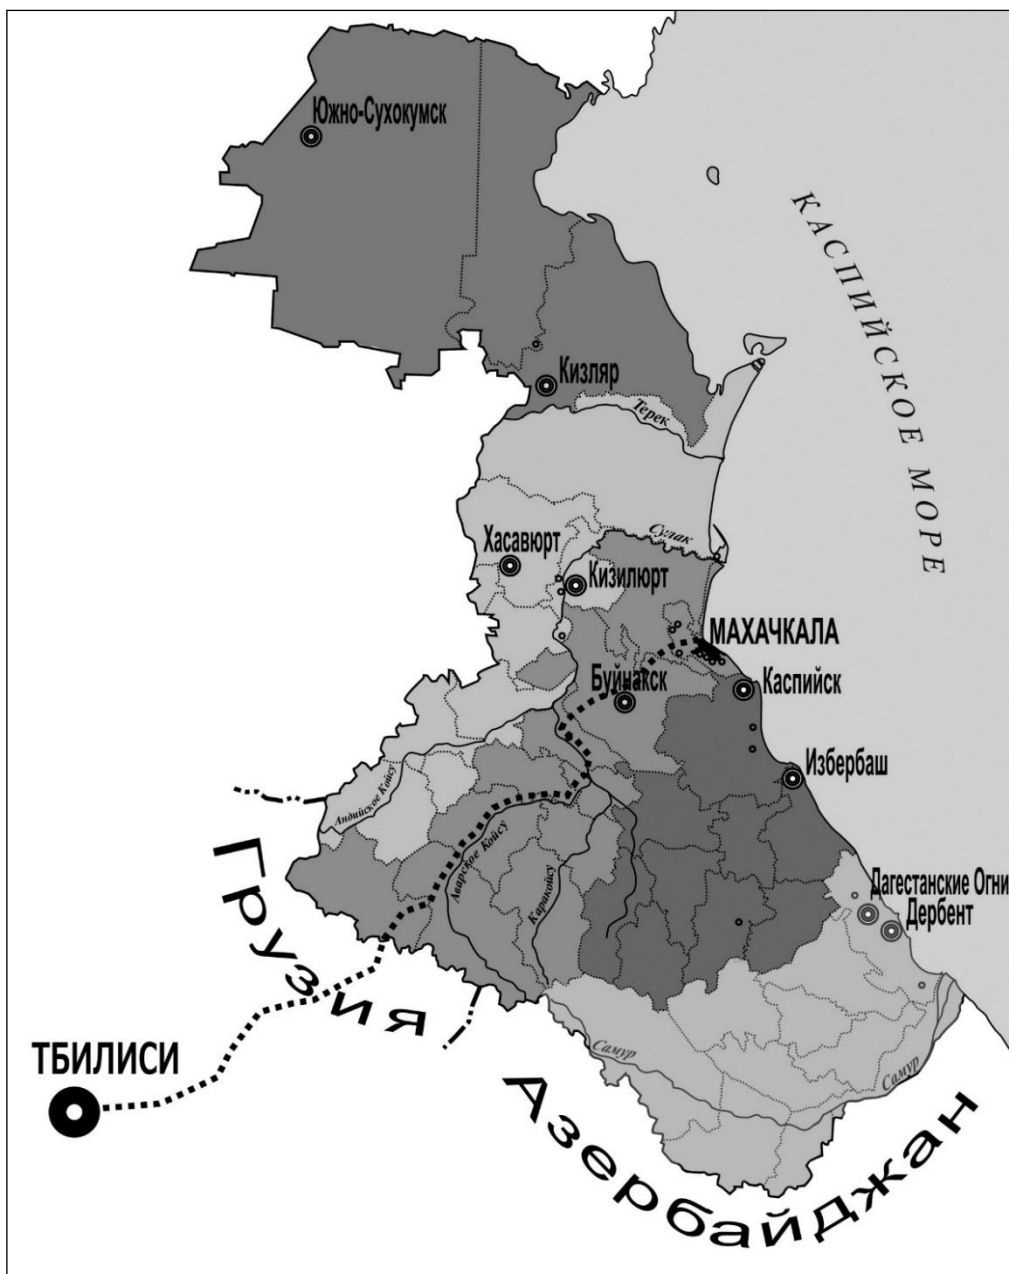 Южно-Сухокумск
КАСПИЙСКОЕ МОРЕ
Кизляр
Терек
Сулак
Хасавюрт
Кизилюрт
МАХАЧКАЛА
Буйнакск
Каспийск
Избербаш
Андийское Койсу
Аварское Койсу
Каракойсу
Грузия
Дагестанские Огни
Дербент
ТБИЛИСИ
Самур
Самур
Азербайджан